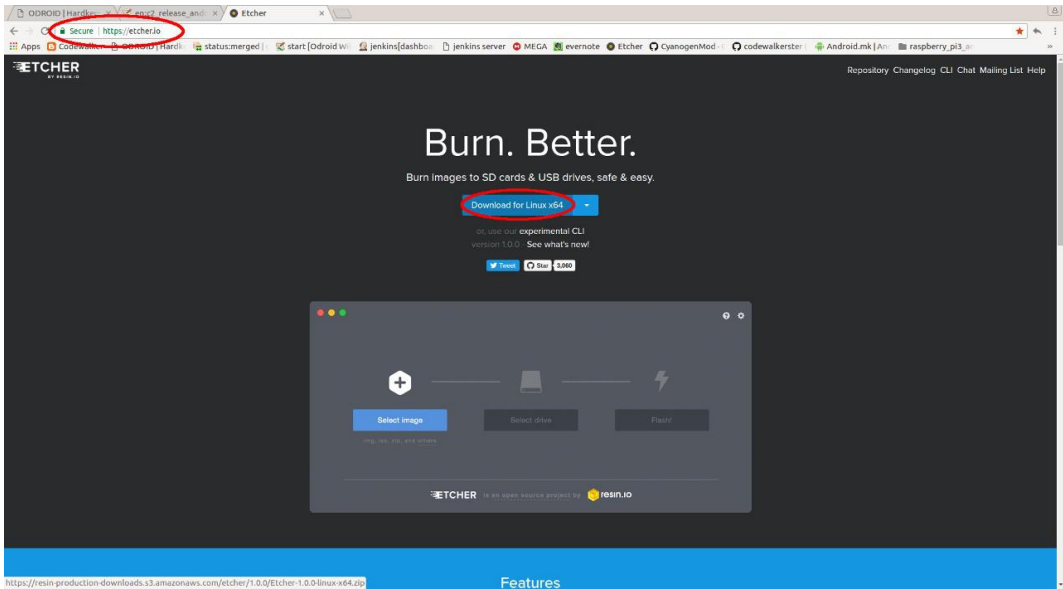 ODROID | Hardke
en:c2_release_andr
Etcher
Secure | https://etcher.io
Apps
ODROID | Hardk
status:merged |
start [Odroid Wi
jenkins[dashboa
jenkins server
MEGA
evernote
Etcher
CyanogenMod -
codewalkerster
Android.mk | An
raspberry_pi3_a
ETCHER
BY RESIN.IO
Repository Changelog CLI Chat Mailing List Help
Burn. Better.
Burn images to SD cards & USB drives, safe & easy.
Download for Linux x64
or, use our experimental CLI
version 1.0.0 - See what's new!
Tweet
Star 3,060
Select image
Select drive
Flash!
img, iso, zip, and others
ETCHER is an open source project by resin.io
https://resin-production-downloads.s3.amazonaws.com/etcher/1.0.0/Etcher-1.0.0-linux-x64.zip
Features